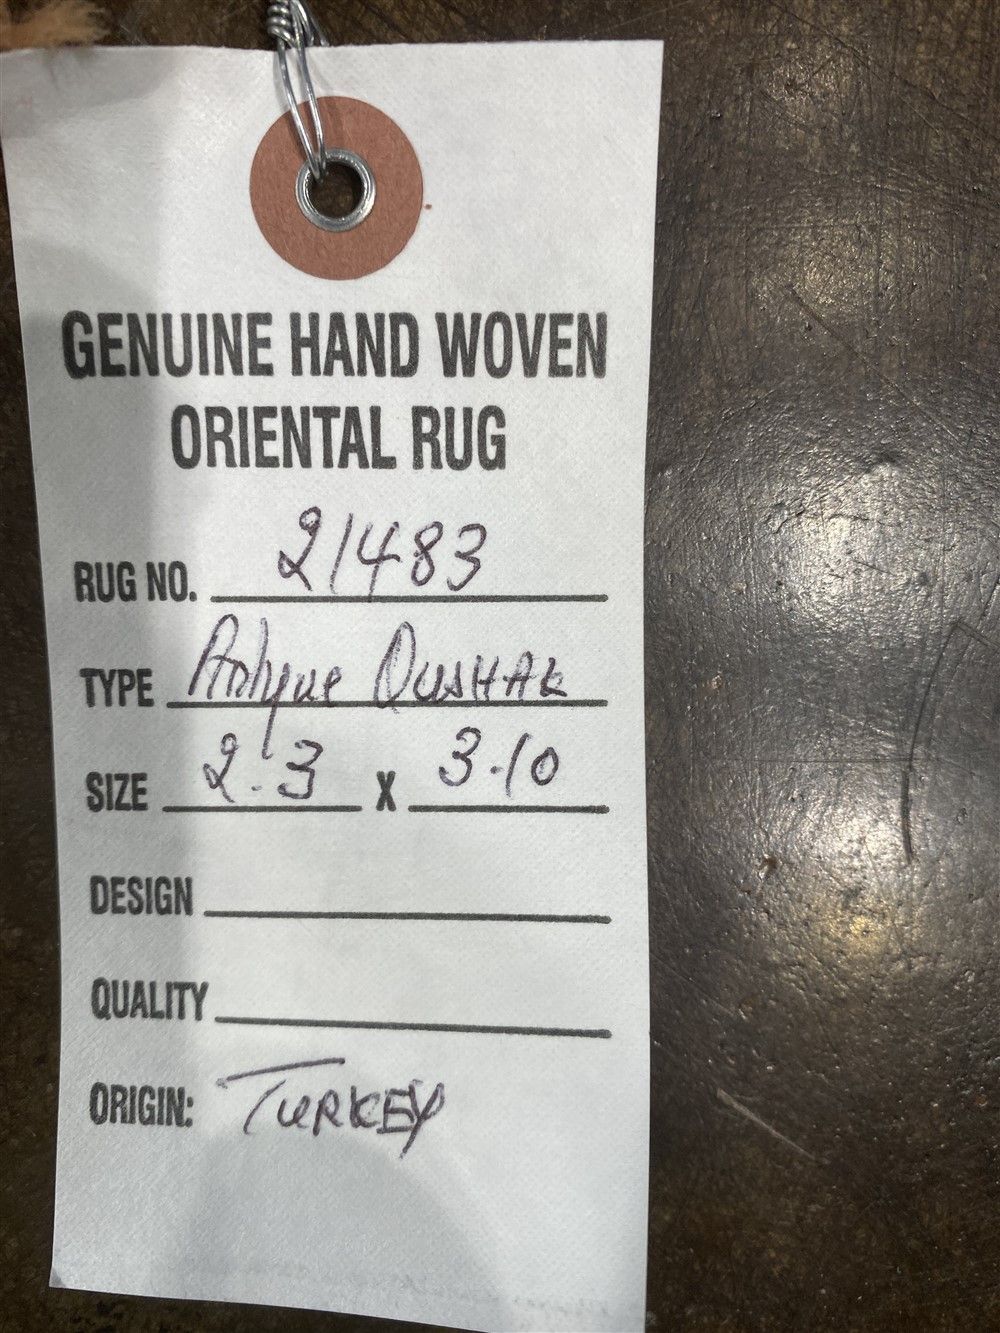 GENUINE HAND WOVEN
ORIENTAL RUG
RUG NO. 21483
TYPE Antique OUSHAK
SIZE 2.3 X 3.10
DESIGN
QUALITY
ORIGIN: TURKEY